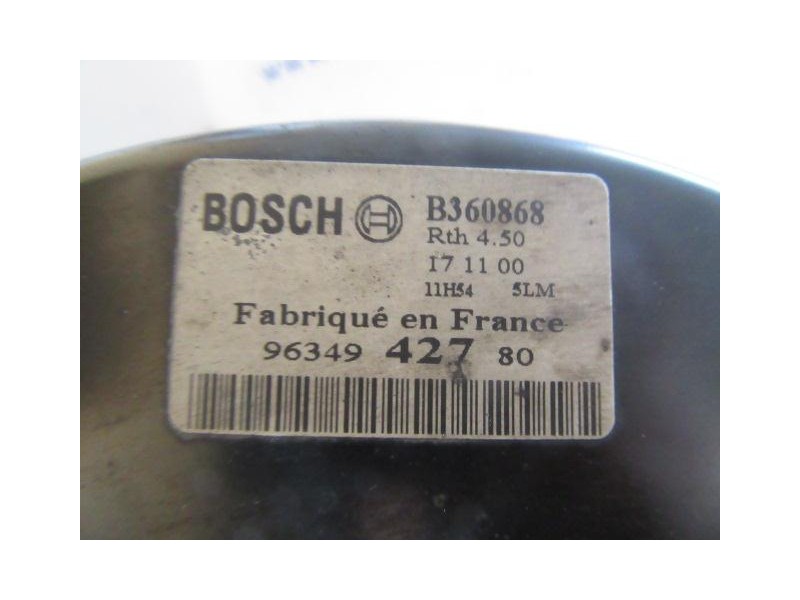 BOSCH B360868
Rth 4.50
17 11 00
11H54 5LM
Fabriqué en France
96349 427 80